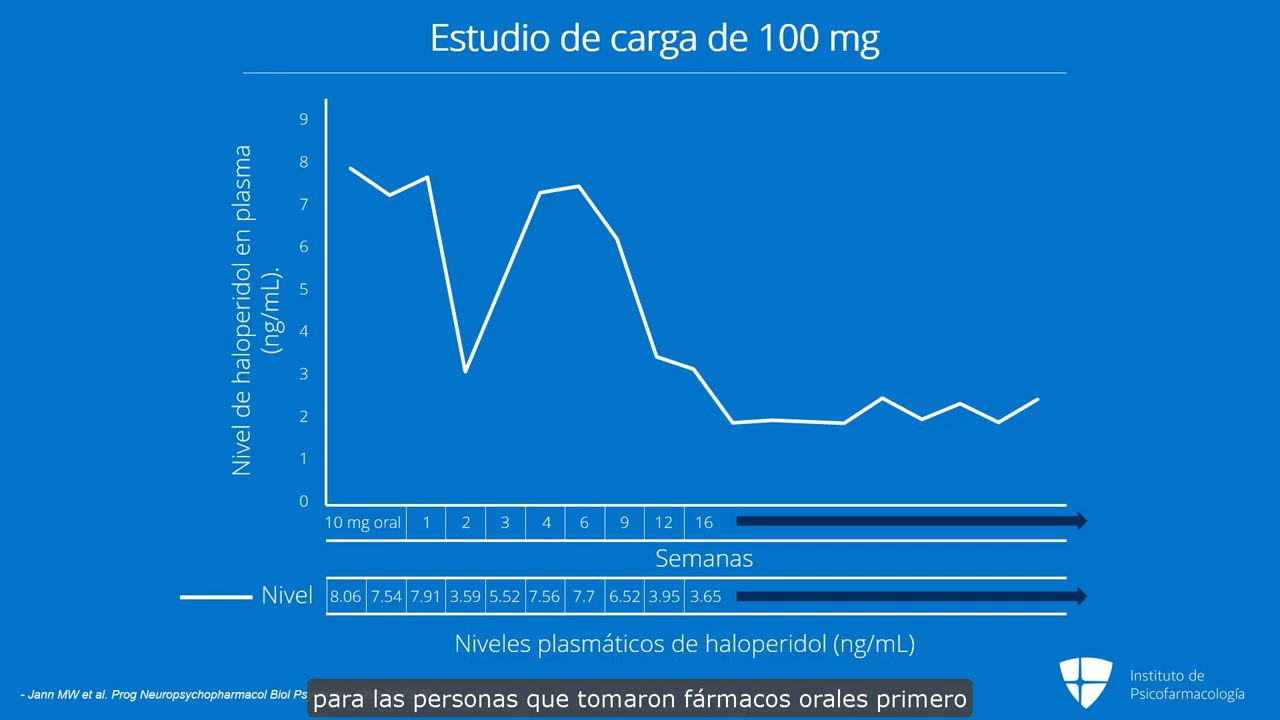 Estudio de carga de 100 mg
Nivel de haloperidol en plasma
(ng/mL).
9
8
7
6
5
4
3
2
1
0
10 mg oral 1 2 3 4 6 9 12 16
Semanas
Nivel 8.06 7.54 7.91 3.59 5.52 7.56 7.7 6.52 3.95 3.65
Niveles plasmáticos de haloperidol (ng/mL)
Instituto de
Psicofarmacología
- Jann MW et al. Prog Neuropsychopharmacol Biol
para las personas que tomaron fármacos orales primero